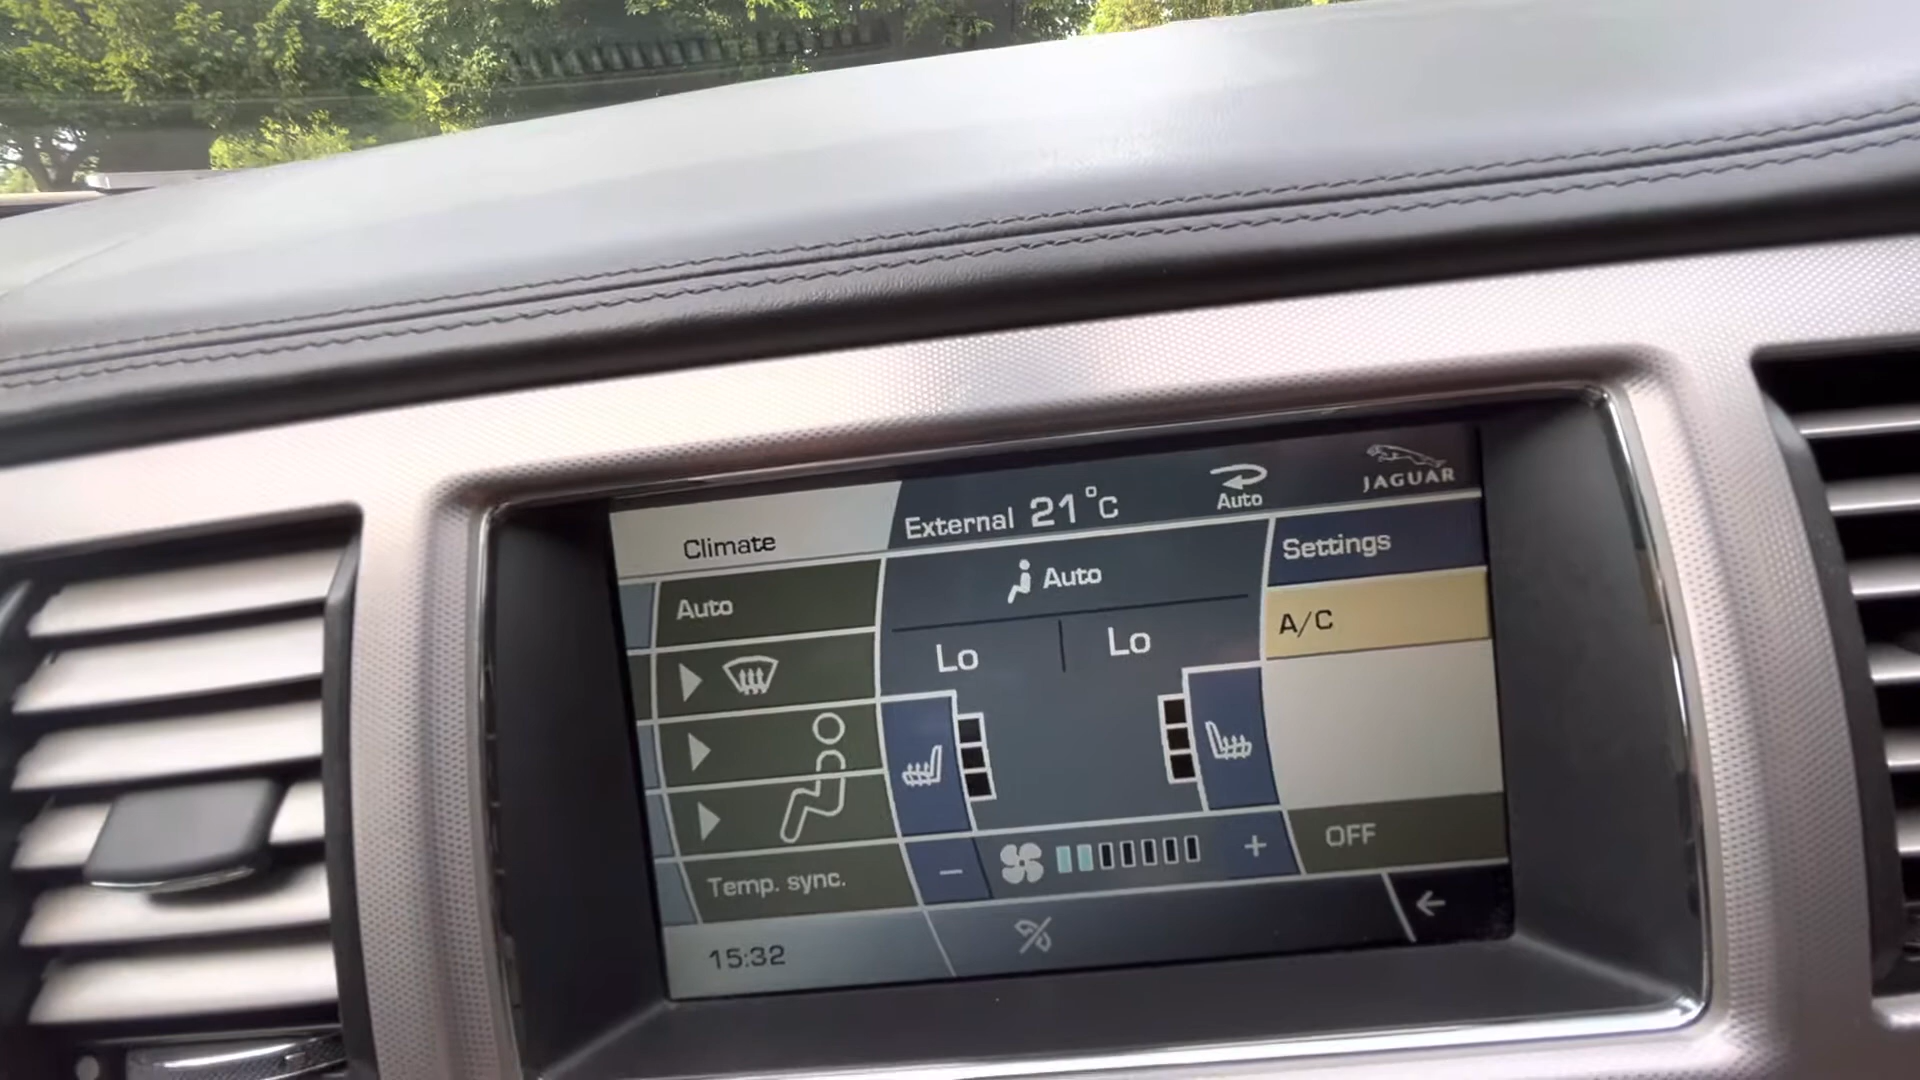 Climate
External 21°C
Auto
JAGUAR
Auto
Auto
Settings
Lo
Lo
A/C
Temp. sync.
OFF
15:32